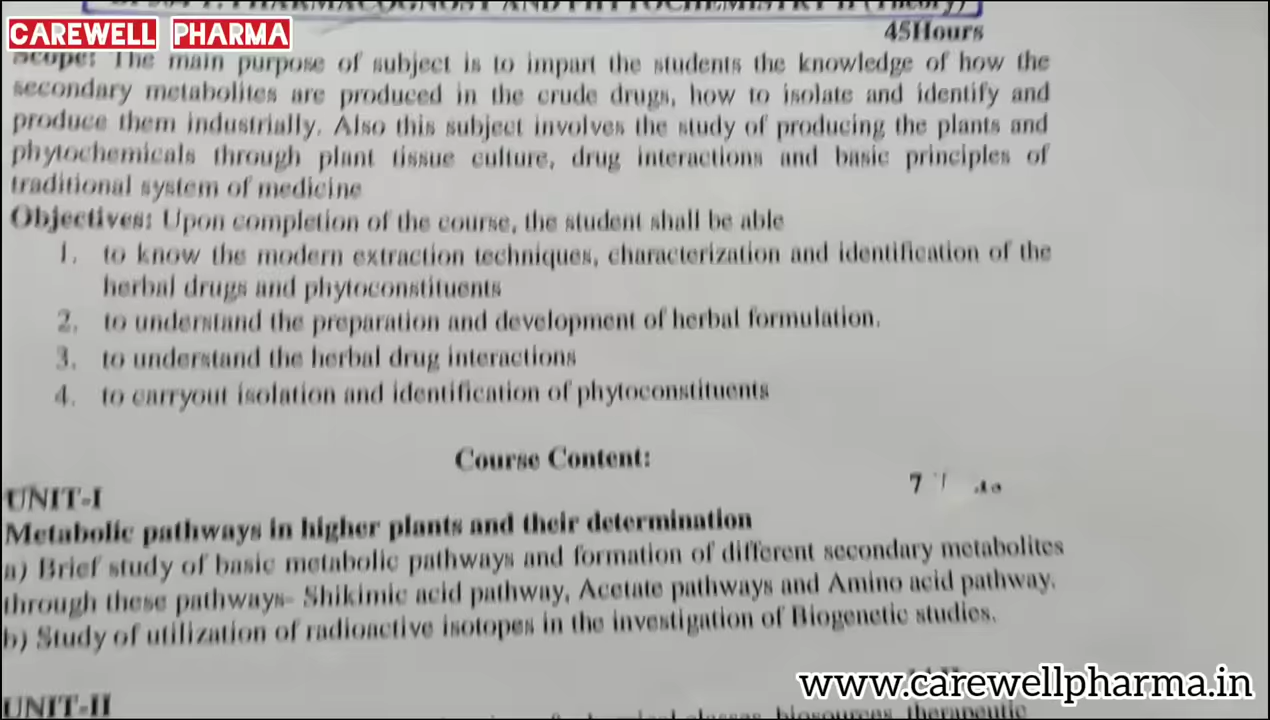 PHARMACOGNOSY AND PHYTOCHEMISTRY II (Theory)
CAREWELL PHARMA
45Hours
Scope: The main purpose of subject is to impart the students the knowledge of how the
secondary metabolites are produced in the crude drugs, how to isolate and identify and
produce them industrially. Also this subject involves the study of producing the plants and
phytochemicals through plant tissue culture, drug interactions and basic principles of
traditional system of medicine
Objectives: Upon completion of the course, the student shall be able
1. to know the modern extraction techniques, characterization and identification of the
herbal drugs and phytoconstituents
2. to understand the preparation and development of herbal formulation.
3. to understand the herbal drug interactions
4. to carryout isolation and identification of phytoconstituents
Course Content:
UNIT-I
7
Metabolic pathways in higher plants and their determination
a) Brief study of basic metabolic pathways and formation of different secondary metabolites
through these pathways- Shikimic acid pathway, Acetate pathways and Amino acid pathway.
b) Study of utilization of radioactive isotopes in the investigation of Biogenetic studies.
www.carewellpharma.in
UNIT-II
biosources, therapeutic